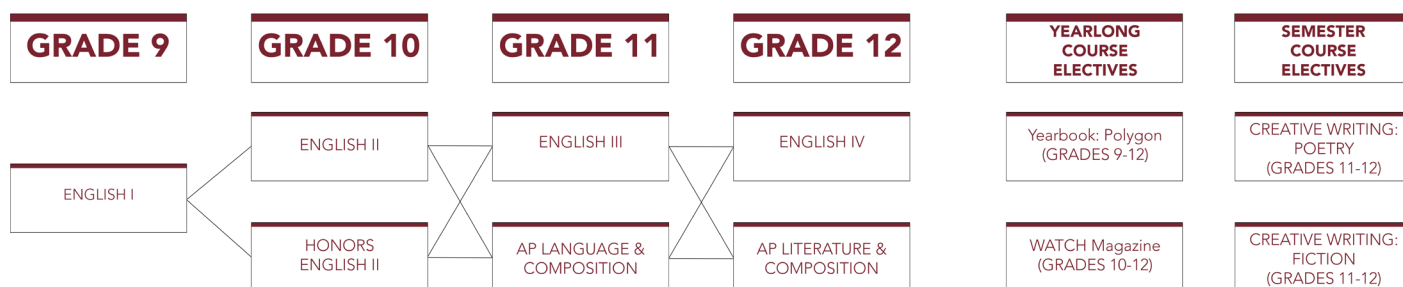 GRADE 9
GRADE 10
GRADE 11
GRADE 12
YEARLONG
COURSE
ELECTIVES
SEMESTER
COURSE
ELECTIVES
ENGLISH I
ENGLISH II
HONORS
ENGLISH II
ENGLISH III
AP LANGUAGE &
COMPOSITION
ENGLISH IV
AP LITERATURE &
COMPOSITION
Yearbook: Polygon
(GRADES 9-12)
WATCH Magazine
(GRADES 10-12)
CREATIVE WRITING:
POETRY
(GRADES 11-12)
CREATIVE WRITING:
FICTION
(GRADES 11-12)